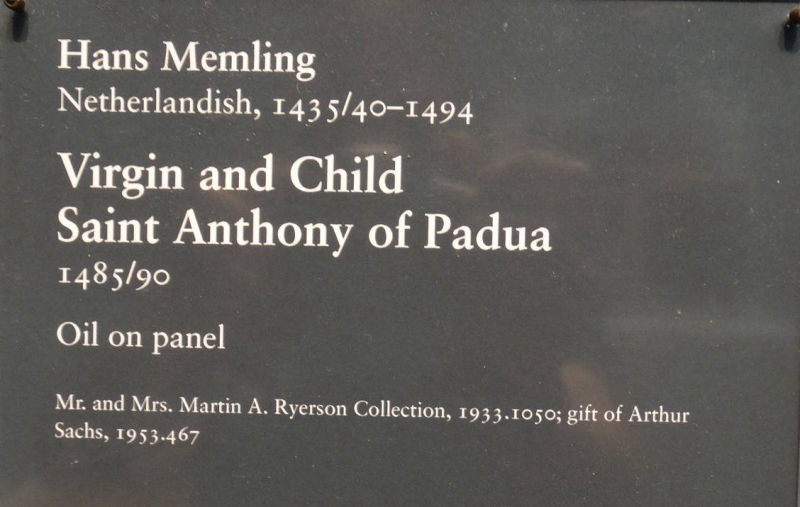 Hans Memling
Netherlandish, 1435/40–1494
Virgin and Child
Saint Anthony of Padua
1485/90
Oil on panel
Mr. and Mrs. Martin A. Ryerson Collection, 1933.1050; gift of Arthur
Sachs, 1953.467